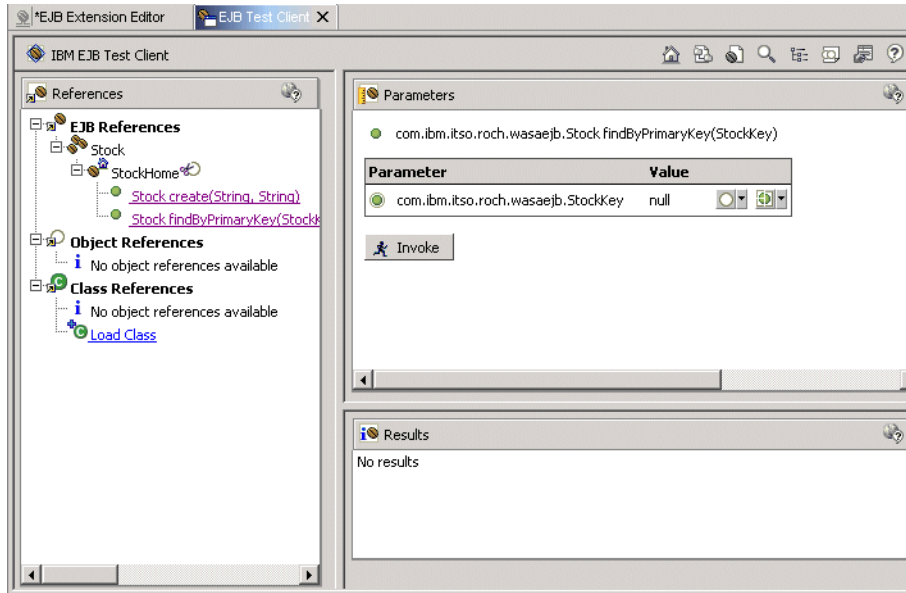 *EJB Extension Editor
EJB Test Client
IBM EJB Test Client
References
EJB References
Stock
StockHome
Stock create(String, String)
Stock findByPrimaryKey(StockK
Object References
No object references available
Class References
No object references available
Load Class
Parameters
com.ibm.itso.roch.wasaejb.Stock findByPrimaryKey(StockKey)
Parameter Value
com.ibm.itso.roch.wasaejb.StockKey null
Invoke
Results
No results